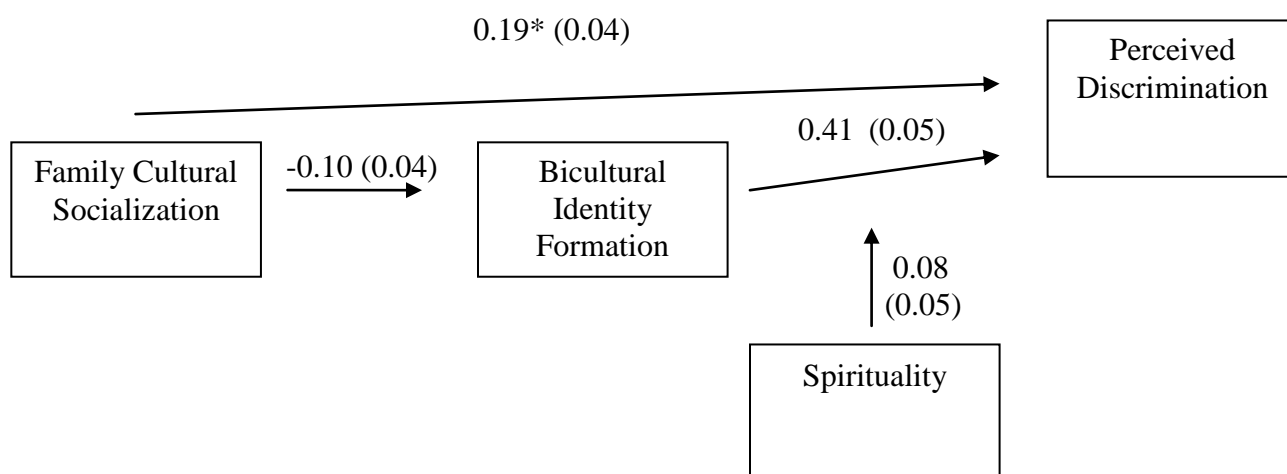 0.19* (0.04)
Perceived
Discrimination
0.41 (0.05)
Family Cultural
Socialization
-0.10 (0.04)
Bicultural
Identity
Formation
0.08
(0.05)
Spirituality